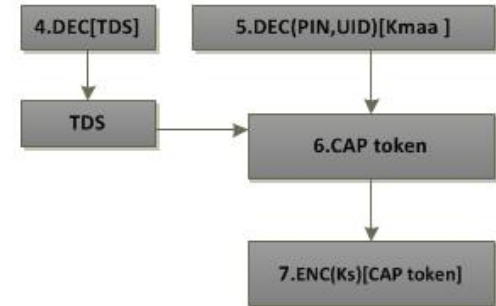 4.DEC[TDS]
5.DEC(PIN,UID)[Kmaa ]
TDS
6.CAP token
7.ENC(Ks)[CAP token]